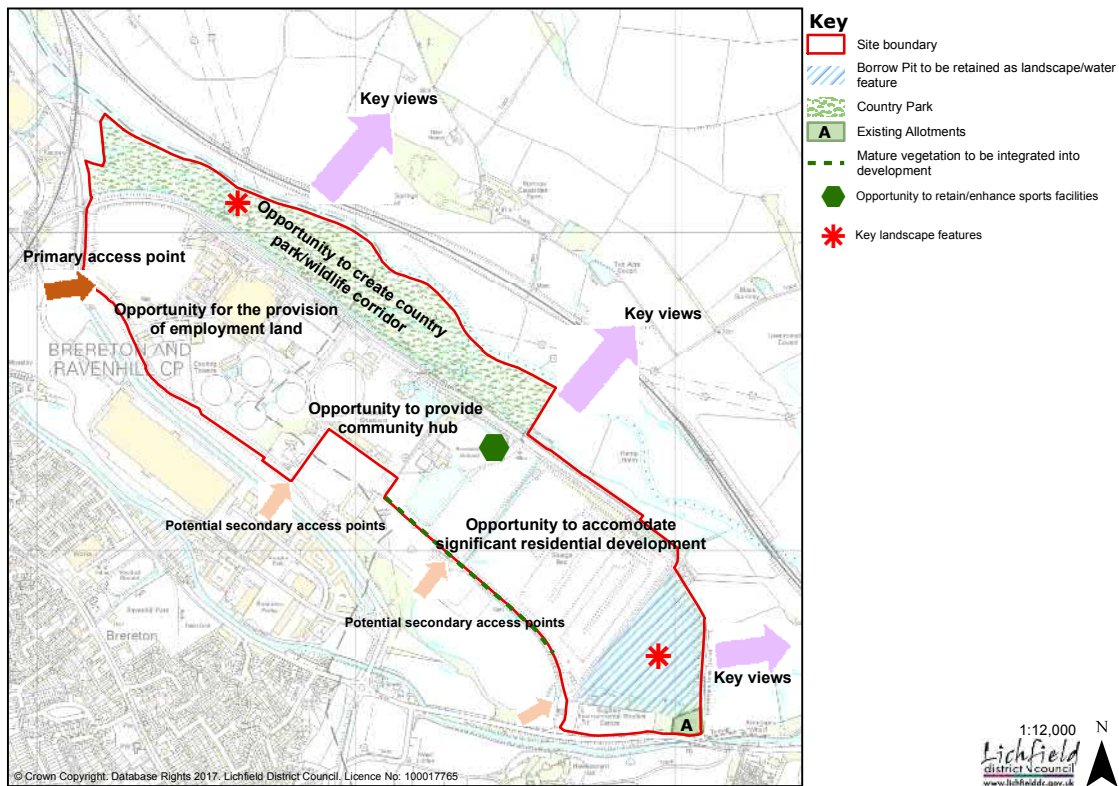 Key views
Opportunity to create country
park/wildlife corridor
Primary access point
Opportunity for the provision
of employment land
BRERETON AND
RAVENHILL CP
Key views
Opportunity to provide
community hub
Potential secondary access points
Opportunity to accomodate
significant residential development
Potential secondary access points
Brereton
Ravenhill Park
Key views
A
© Crown Copyright. Database Rights 2017. Lichfield District Council. Licence No: 100017765
Key
Site boundary
Borrow Pit to be retained as landscape/water
feature
Country Park
A Existing Allotments
Mature vegetation to be integrated into
development
Opportunity to retain/enhance sports facilities
Key landscape features
1:12,000
N
Lichfield
district council
www.lichfielddc.gov.uk